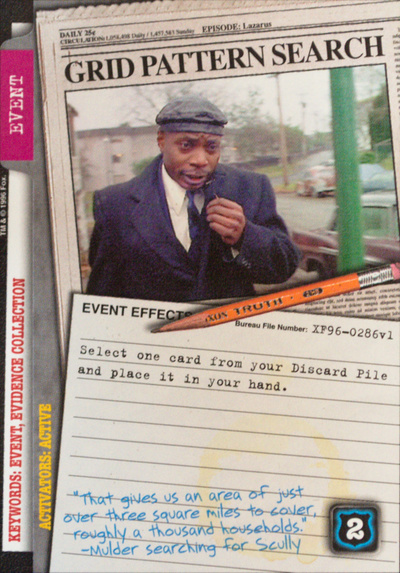 DAILY 25¢ EPISODE: Lazarus
CIRCULATION: 1,056,498 Daily / 1,457,583 Sunday
GRID PATTERN SEARCH
EVENT
TM & © 1996 Fox.
KEYWORDS: EVENT, EVIDENCE COLLECTION
ACTIVATORS: ACTIVE
EVENT EFFECTS
TRUTH
Bureau File Number: XF96-0286v1
Select one card from your Discard Pile
and place it in your hand.
"That gives us an area of just
over three square miles to cover,
roughly a thousand households."
-Mulder searching for Scully
2